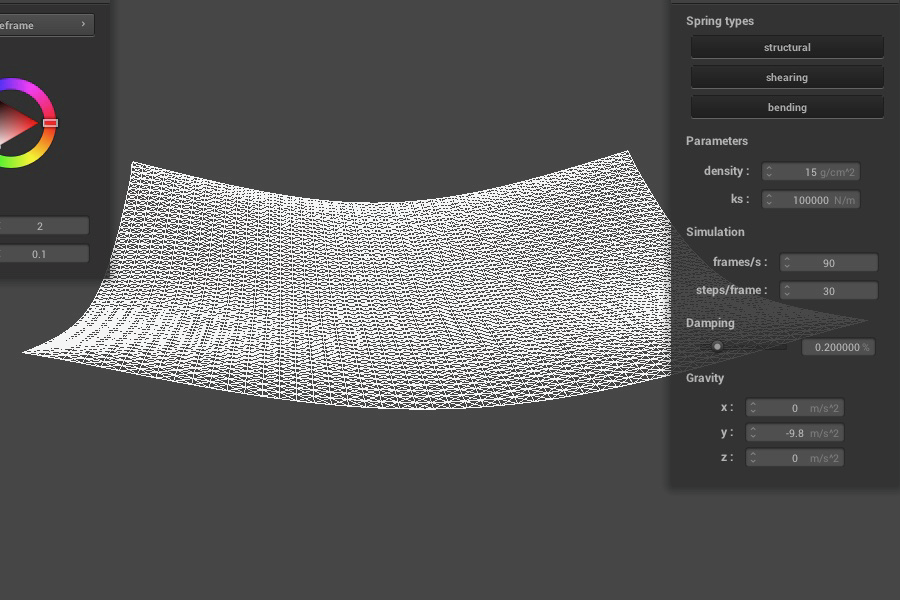 eframe
2
0.1
Spring types
structural
shearing
bending
Parameters
density : 15 g/cm^2
ks : 100000 N/m
Simulation
frames/s : 90
steps/frame : 30
Damping
0.200000 %
Gravity
x : 0 m/s^2
y : -9.8 m/s^2
z : 0 m/s^2